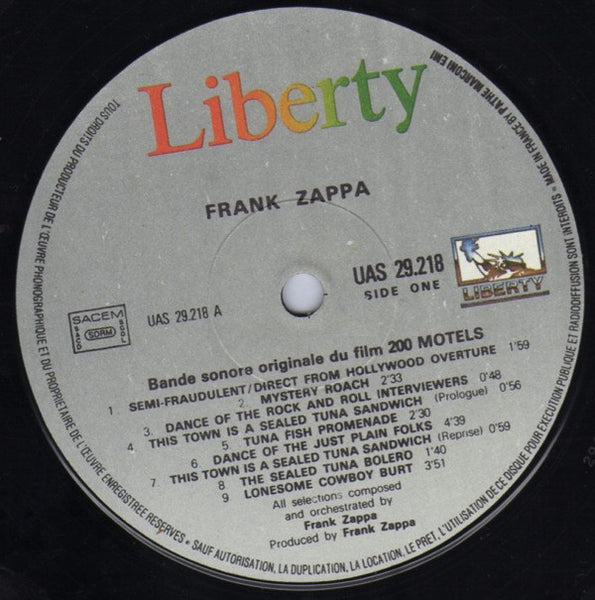 Liberty
FRANK ZAPPA
UAS 29.218
SIDE ONE
LIBERTY
SACEM
SACD SDRM SGDL
UAS 29.218 A
Bande sonore originale du film 200 MOTELS
1 SEMI-FRAUDULENT/DIRECT FROM HOLLYWOOD OVERTURE 1'59
2. MYSTERY ROACH 2'33
3. DANCE OF THE ROCK AND ROLL INTERVIEWERS 0'48
4 THIS TOWN IS A SEALED TUNA SANDWICH (Prologue) 0'56
5 TUNA FISH PROMENADE 2'30
6 DANCE OF THE JUST PLAIN FOLKS 4'39
7 THIS TOWN IS A SEALED TUNA SANDWICH (Reprise) 0'59
8 THE SEALED TUNA BOLERO 1'40
9 LONESOME COWBOY BURT 3'51
All selections composed
and orchestrated by
Frank Zappa
Produced by Frank Zappa
TOUS DROITS DU PRODUCTEUR DE L'ŒUVRE PHONOGRAPHIQUE ET DU PROPRIETAIRE DE L'ŒUVRE ENREGISTREE RESERVES • SAUF AUTORISATION, LA DUPLICATION, LA LOCATION, LE PRET, L'UTILISATION DE CE DISQUE POUR EXECUTION PUBLIQUE ET RADIODIFFUSION SONT INTERDITS • MADE IN FRANCE BY PATHE MARCONI EMI